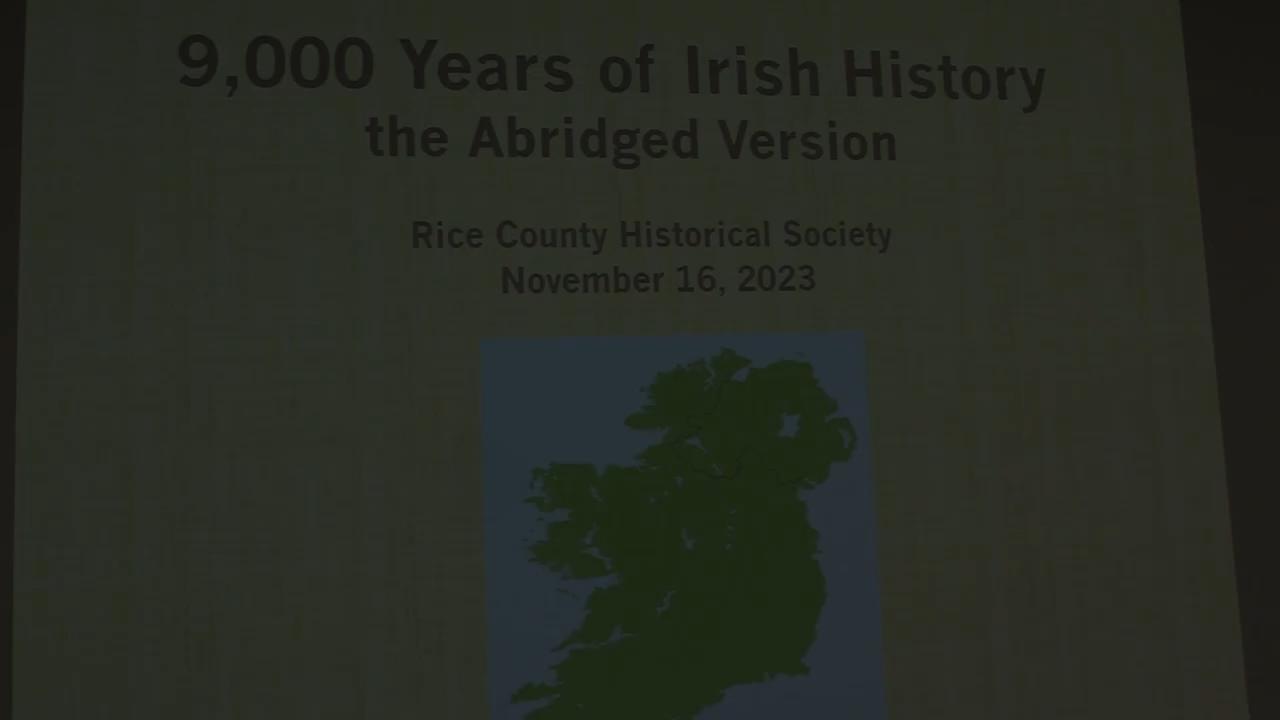 9,000 Years of Irish History
the Abridged Version
Rice County Historical Society
November 16, 2023